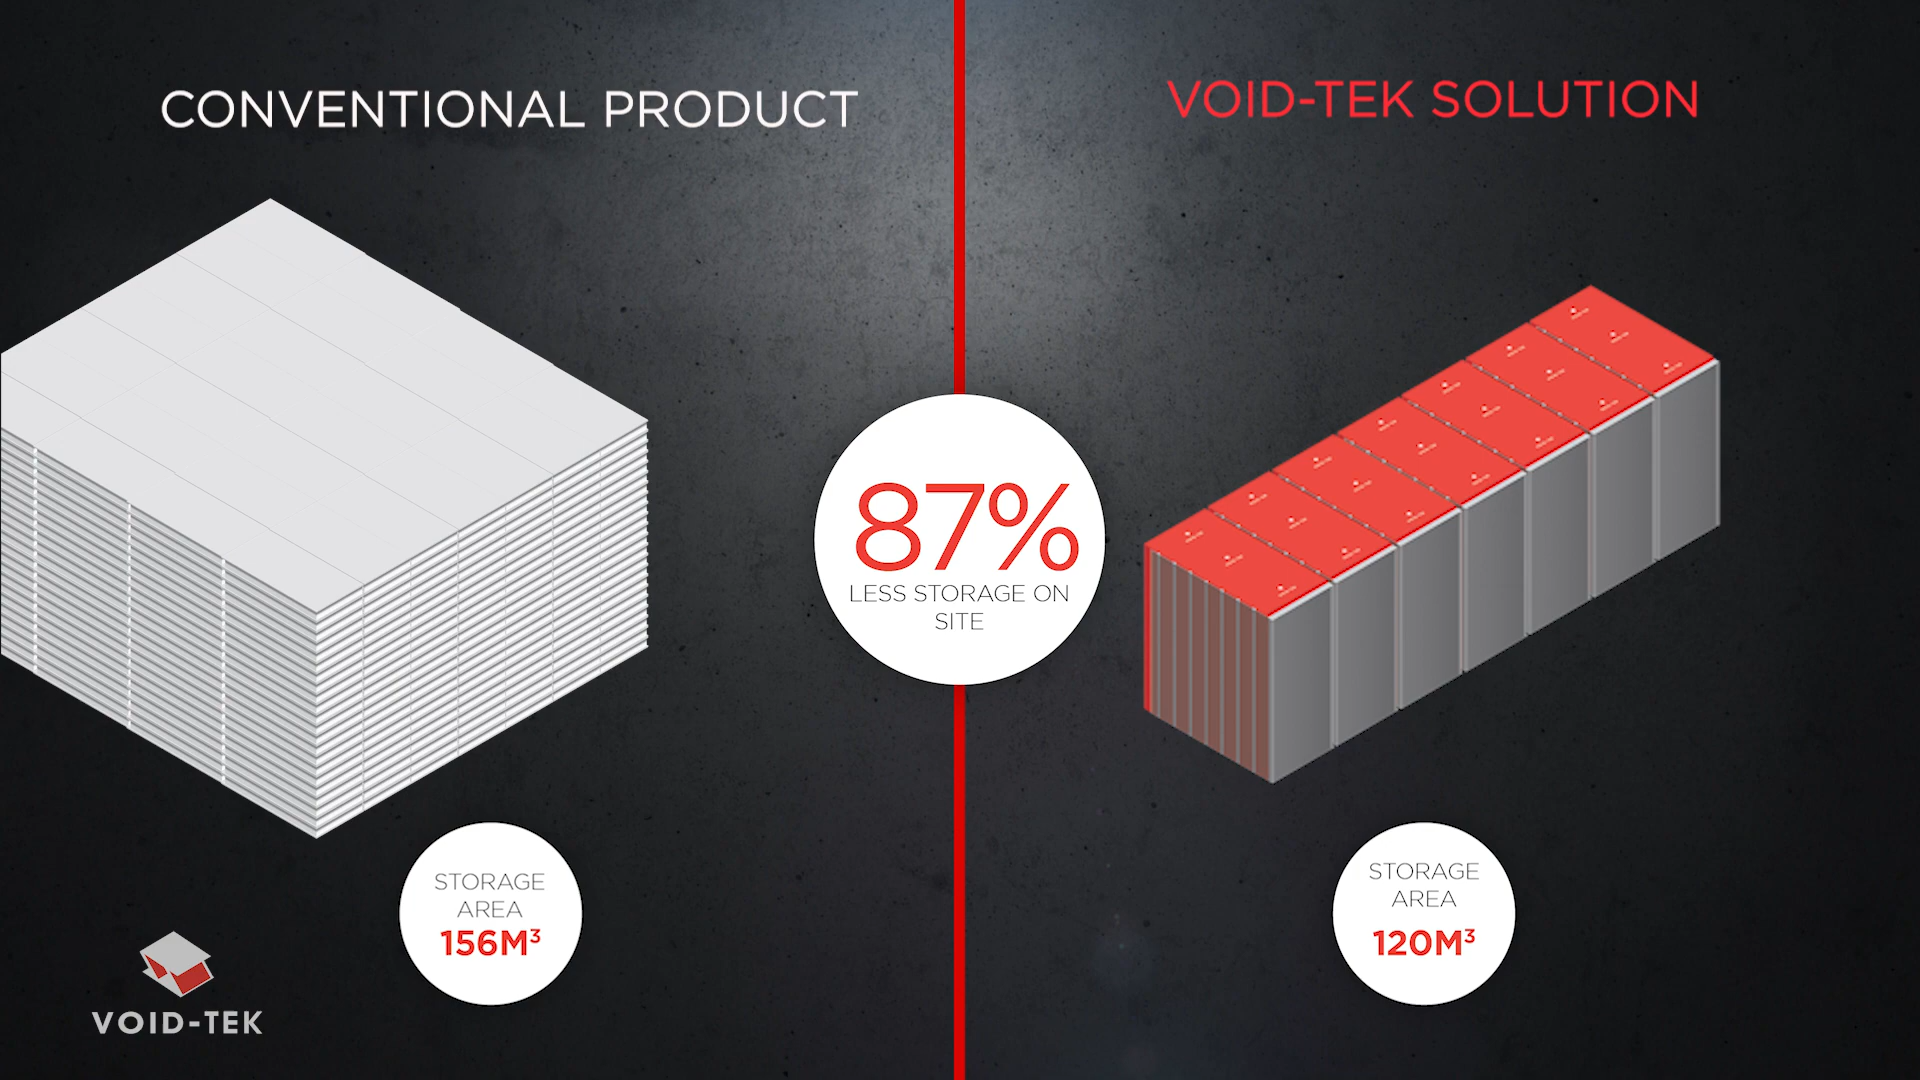 CONVENTIONAL PRODUCT
VOID-TEK SOLUTION
87%
LESS STORAGE ON
SITE
STORAGE
AREA
156M³
STORAGE
AREA
120M³
VOID-TEK